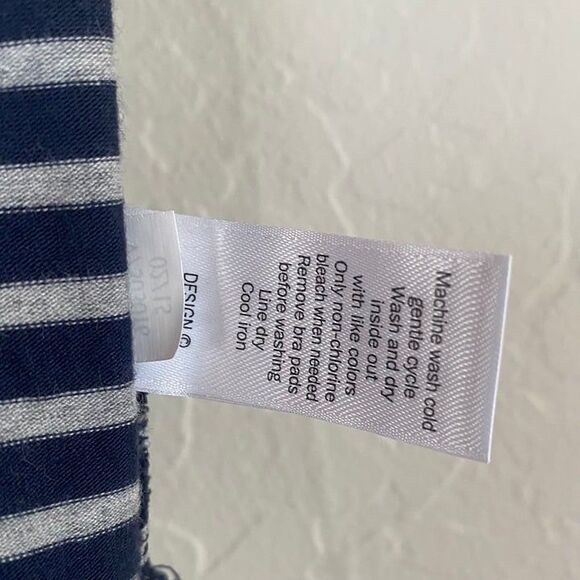 Machine wash cold
gentle cycle
Wash and dry
inside out
with like colors
Only non-chlorine
bleach when needed
Remove bra pads
before washing
Line dry
Cool iron
DESIGN ©